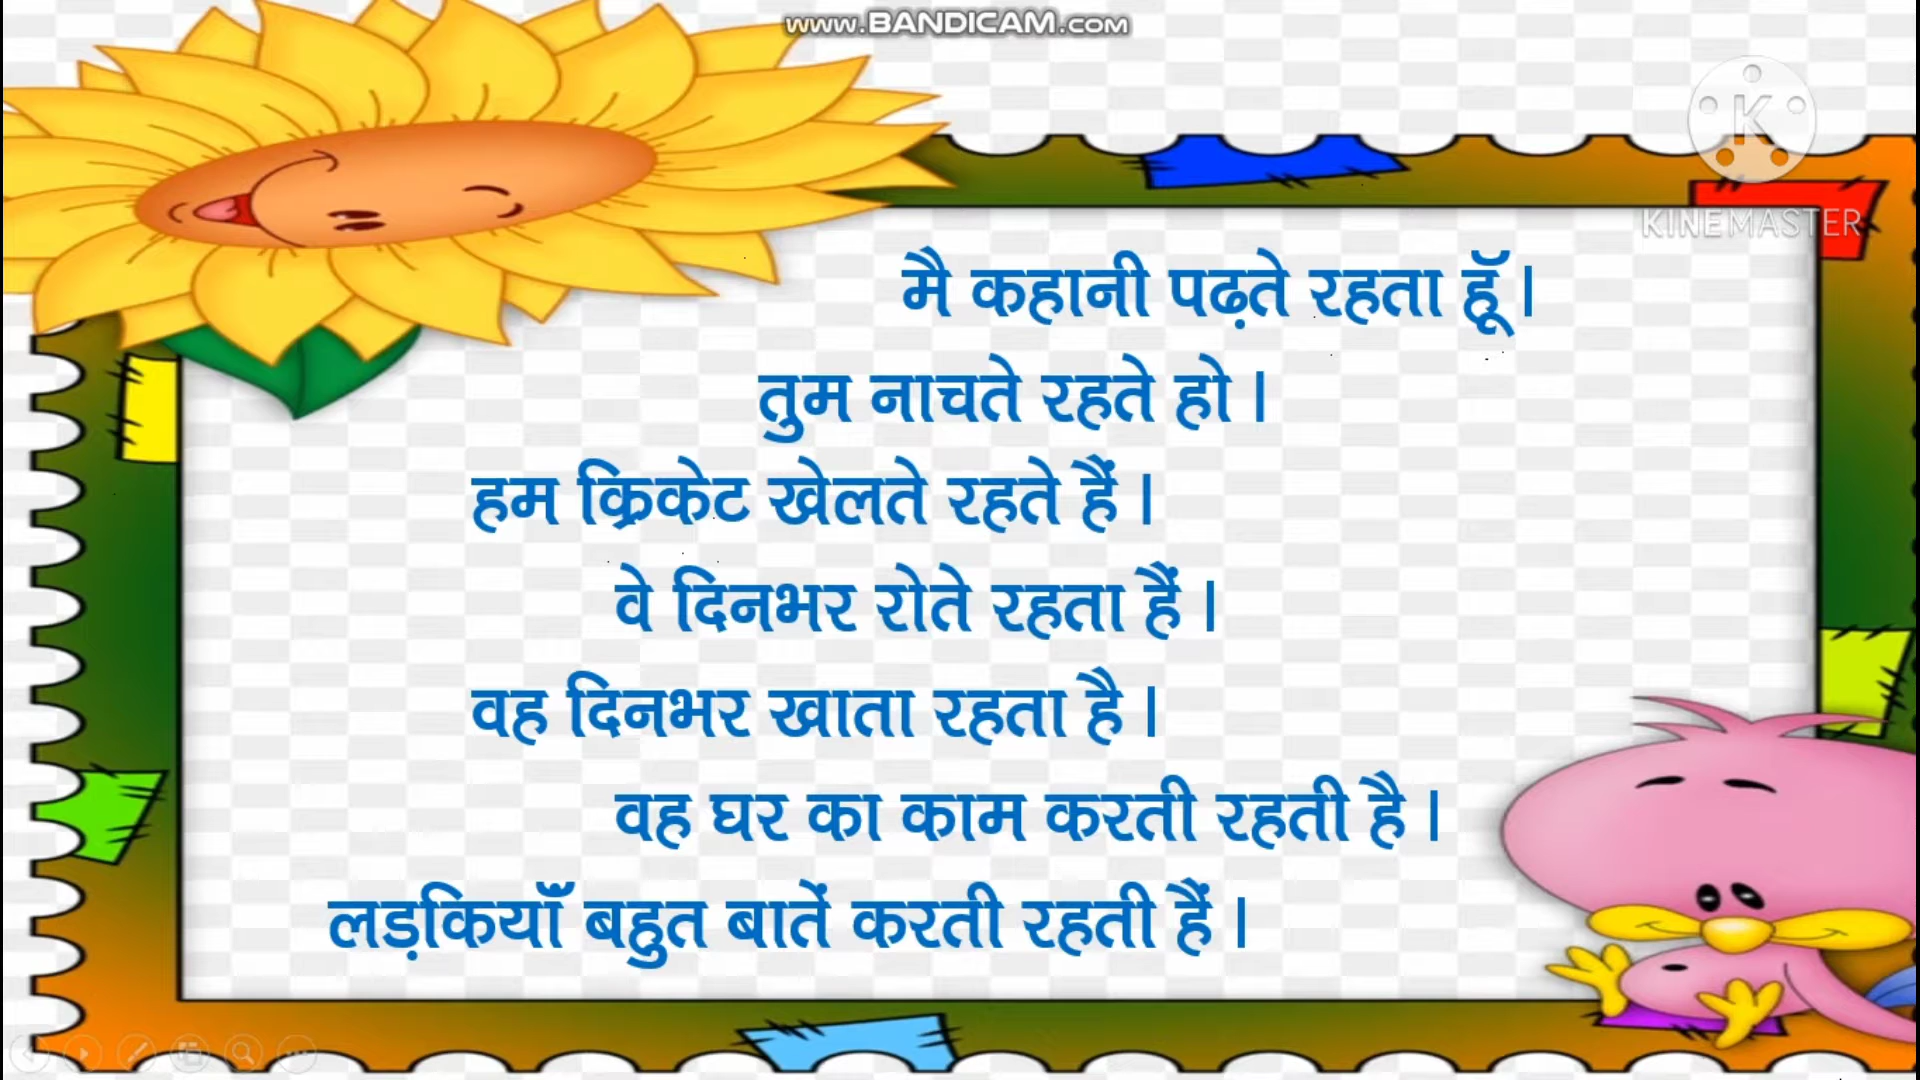 www.BANDICAM.com
K
KINEMASTER
मै कहानी पढ़ते रहता हूॅ ।
तुम नाचते रहते हो ।
हम क्रिकेट खेलते रहते हैं ।
वे दिनभर रोते रहता हैं ।
वह दिनभर खाता रहता है ।
वह घर का काम करती रहती है ।
लड़कियाँ बहुत बातें करती रहती हैं ।